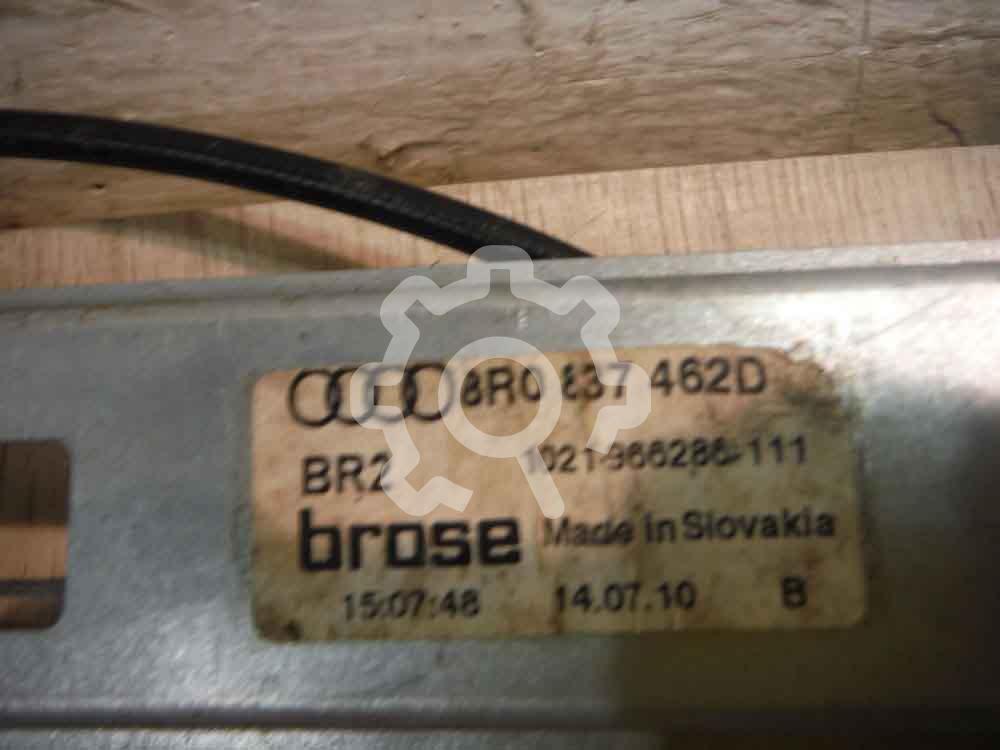 8R0 837 462D
BR2 1021-966286-111
brose Made in Slovakia
15:07:48 14.07.10 B